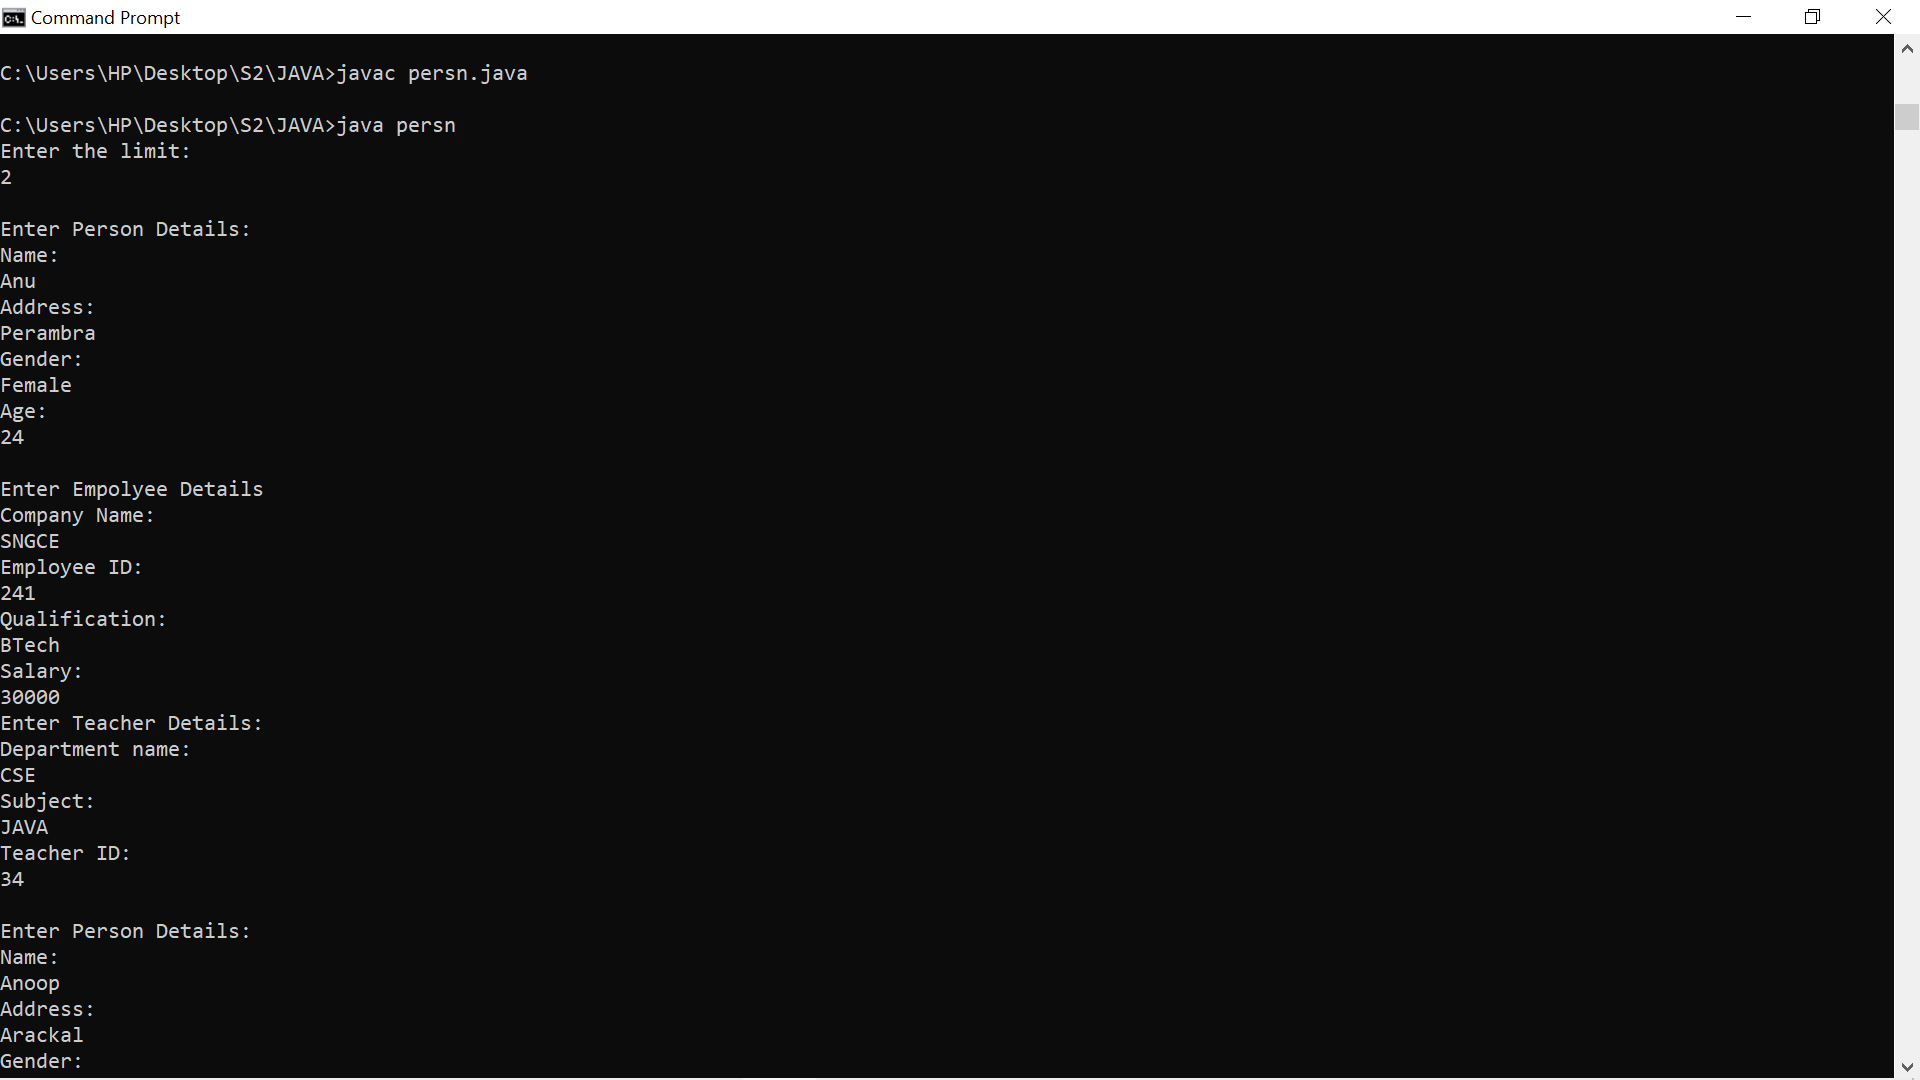 Command Prompt
C:\Users\HP\Desktop\S2\JAVA>javac persn.java
C:\Users\HP\Desktop\S2\JAVA>java persn
Enter the limit:
2
Enter Person Details:
Name:
Anu
Address:
Perambra
Gender:
Female
Age:
24
Enter Empolyee Details
Company Name:
SNGCE
Employee ID:
241
Qualification:
BTech
Salary:
30000
Enter Teacher Details:
Department name:
CSE
Subject:
JAVA
Teacher ID:
34
Enter Person Details:
Name:
Anoop
Address:
Arackal
Gender: